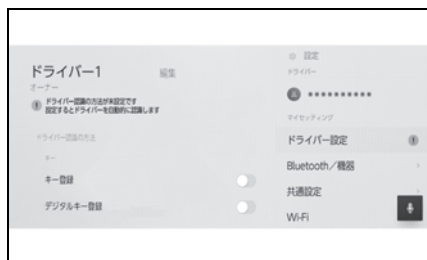 ドライバー1
編集
オーナー
ドライバー認識の方法が未設定です
設定するとドライバーを自動的に認識します
ドライバー認識の方法
キー
キー登録
デジタルキー登録
設定
ドライバー
**********
マイセッティング
ドライバー設定
Bluetooth／機器
共通設定
Wi-Fi